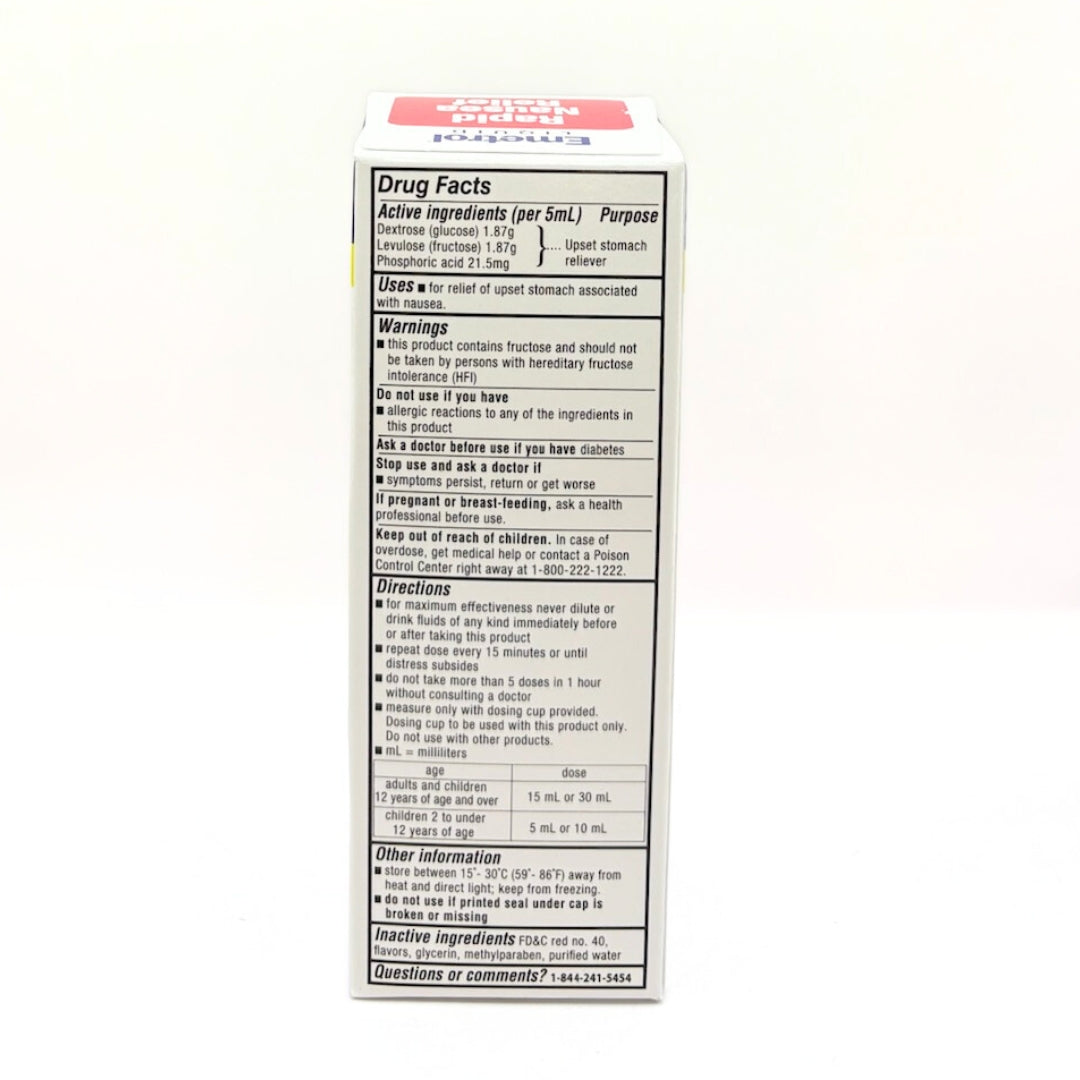 Emetrol
LIQUID
Rapid
Nausea
Relief
Drug Facts
Active ingredients (per 5mL) Purpose
Dextrose (glucose) 1.87g
Levulose (fructose) 1.87g
Phosphoric acid 21.5mg
} .... Upset stomach
reliever
Uses ■ for relief of upset stomach associated
with nausea.
Warnings
■ this product contains fructose and should not
be taken by persons with hereditary fructose
intolerance (HFI)
Do not use if you have
■ allergic reactions to any of the ingredients in
this product
Ask a doctor before use if you have diabetes
Stop use and ask a doctor if
■ symptoms persist, return or get worse
If pregnant or breast-feeding, ask a health
professional before use.
Keep out of reach of children. In case of
overdose, get medical help or contact a Poison
Control Center right away at 1-800-222-1222.
Directions
■ for maximum effectiveness never dilute or
drink fluids of any kind immediately before
or after taking this product
■ repeat dose every 15 minutes or until
distress subsides
■ do not take more than 5 doses in 1 hour
without consulting a doctor
■ measure only with dosing cup provided.
Dosing cup to be used with this product only.
Do not use with other products.
■ mL = milliliters
age dose
adults and children
12 years of age and over 15 mL or 30 mL
children 2 to under
12 years of age 5 mL or 10 mL
Other information
■ store between 15˚- 30˚C (59˚- 86˚F) away from
heat and direct light; keep from freezing.
■ do not use if printed seal under cap is
broken or missing
Inactive ingredients FD&C red no. 40,
flavors, glycerin, methylparaben, purified water
Questions or comments? 1-844-241-5454